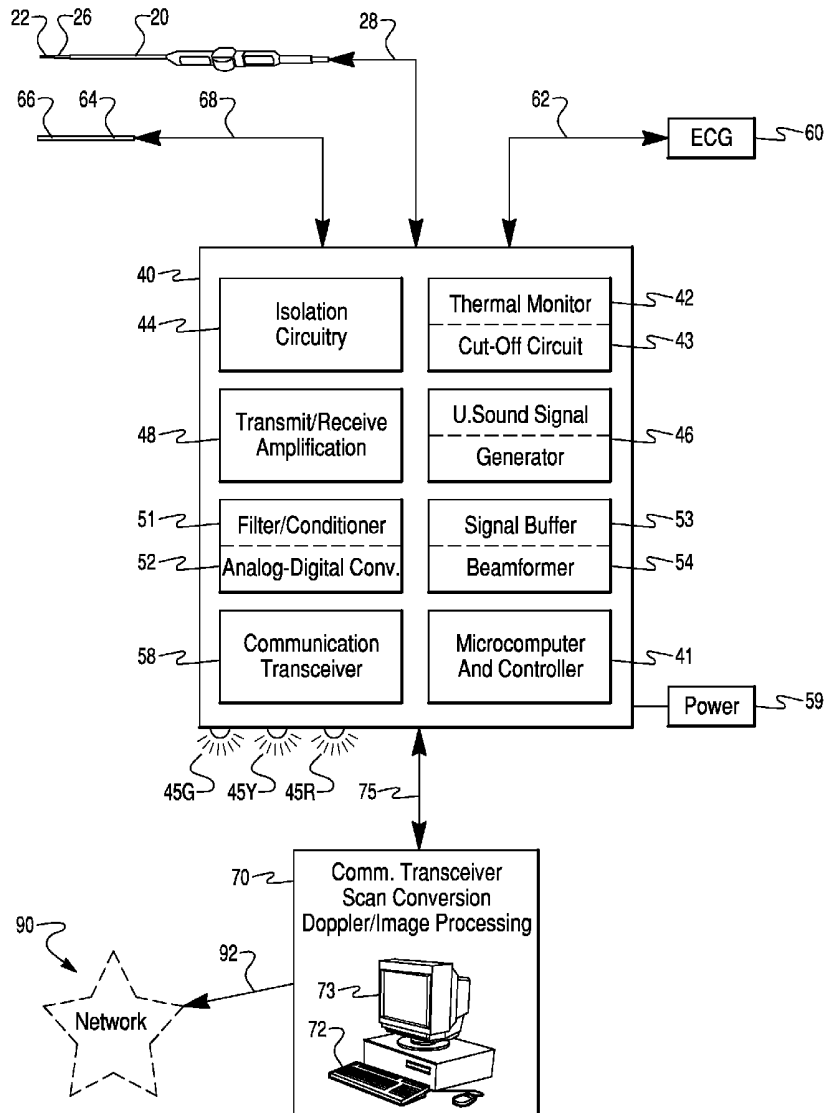 22
26
20
28
66
64
68
62
ECG
60
40
44
Isolation
Circuitry
Thermal Monitor
42
Cut-Off Circuit
43
48
Transmit/Receive
Amplification
U.Sound Signal
Generator
46
51
Filter/Conditioner
52
Analog-Digital Conv.
Signal Buffer
53
Beamformer
54
58
Communication
Transceiver
Microcomputer
And Controller
41
Power
59
45G
45Y
45R
75
70
Comm. Transceiver
Scan Conversion
Doppler/Image Processing
73
72
90
92
Network